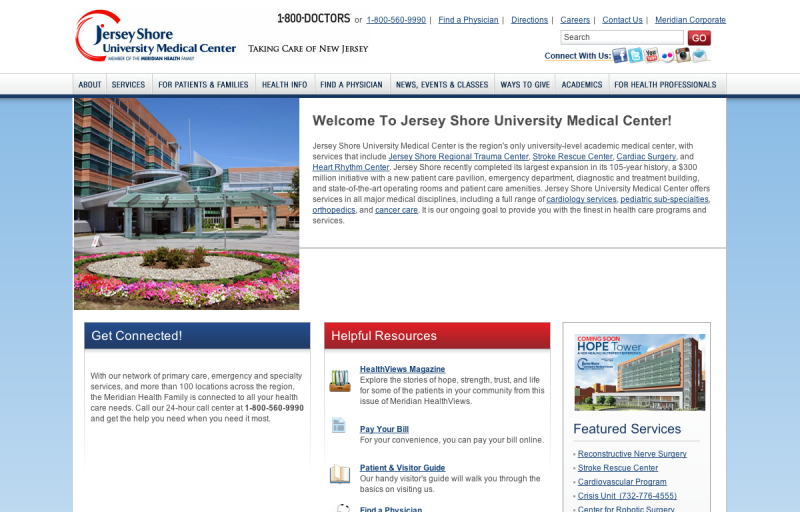 Jersey Shore
University Medical Center
MEMBER OF THE MERIDIAN HEALTH FAMILY
TAKING CARE OF NEW JERSEY
1-800-DOCTORS or 1-800-560-9990 | Find a Physician | Directions | Careers | Contact Us | Meridian Corporate
Search GO
Connect With Us:
You
ABOUT SERVICES FOR PATIENTS & FAMILIES HEALTH INFO FIND A PHYSICIAN NEWS, EVENTS & CLASSES WAYS TO GIVE ACADEMICS FOR HEALTH PROFESSIONALS
Welcome To Jersey Shore University Medical Center!
Jersey Shore University Medical Center is the region's only university-level academic medical center, with
services that include Jersey Shore Regional Trauma Center, Stroke Rescue Center, Cardiac Surgery, and
Heart Rhythm Center. Jersey Shore recently completed its largest expansion in its 105-year history, a $300
million initiative with a new patient care pavilion, emergency department, diagnostic and treatment building,
and state-of-the-art operating rooms and patient care amenities. Jersey Shore University Medical Center offers
services in all major medical disciplines, including a full range of cardiology services, pediatric sub-specialties,
orthopedics, and cancer care. It is our ongoing goal to provide you with the finest in health care programs and
services.
Get Connected!
With our network of primary care, emergency and specialty
services, and more than 100 locations across the region,
the Meridian Health Family is connected to all your health
care needs. Call our 24-hour call center at 1-800-560-9990
and get the help you need when you need it most.
Helpful Resources
HealthViews Magazine
Explore the stories of hope, strength, trust, and life
for some of the patients in your community from this
issue of Meridian HealthViews.
Pay Your Bill
For your convenience, you can pay your bill online.
Patient & Visitor Guide
Our handy visitor's guide will walk you through the
basics on visiting us.
Find a Physician
COMING SOON
HOPE Tower
Featured Services
Reconstructive Nerve Surgery
Stroke Rescue Center
Cardiovascular Program
Crisis Unit (732-776-4555)
Center for Robotic Surgery